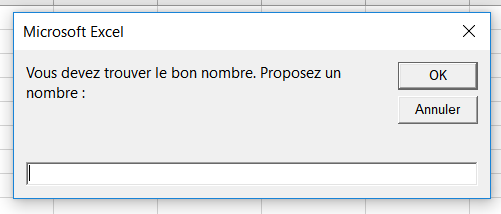 Microsoft Excel
Vous devez trouver le bon nombre. Proposez un
nombre :
OK
Annuler